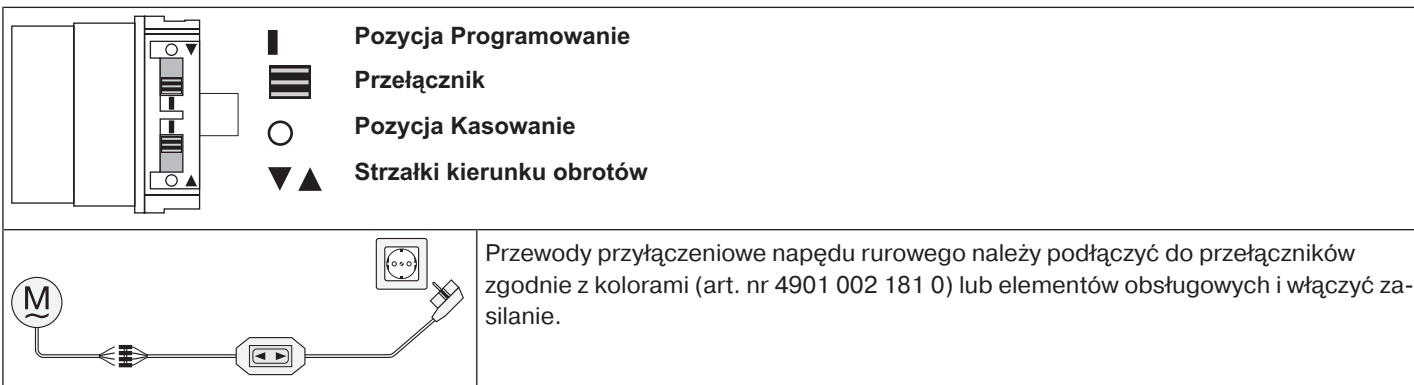 Pozycja Programowanie
Przełącznik
Pozycja Kasowanie
Strzałki kierunku obrotów
M
Przewody przyłączeniowe napędu rurowego należy podłączyć do przełączników
zgodnie z kolorami (art. nr 4901 002 181 0) lub elementów obsługowych i włączyć za-
silanie.